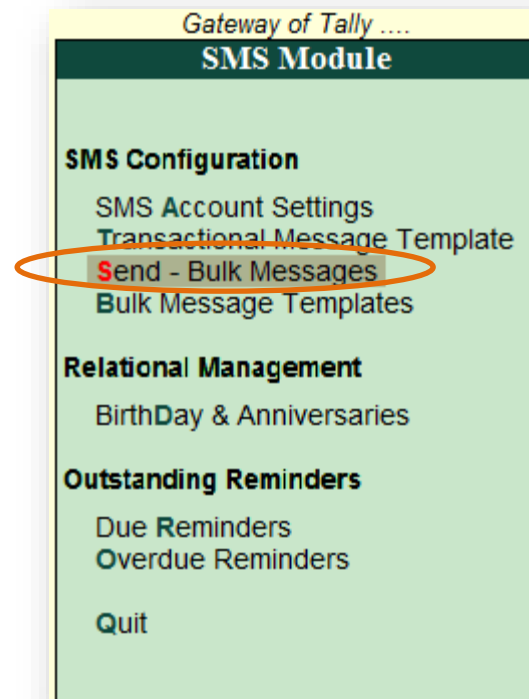 Gateway of Tally ....
SMS Module
SMS Configuration
SMS Account Settings
Transactional Message Template
Send - Bulk Messages
Bulk Message Templates
Relational Management
BirthDay & Anniversaries
Outstanding Reminders
Due Reminders
Overdue Reminders
Quit